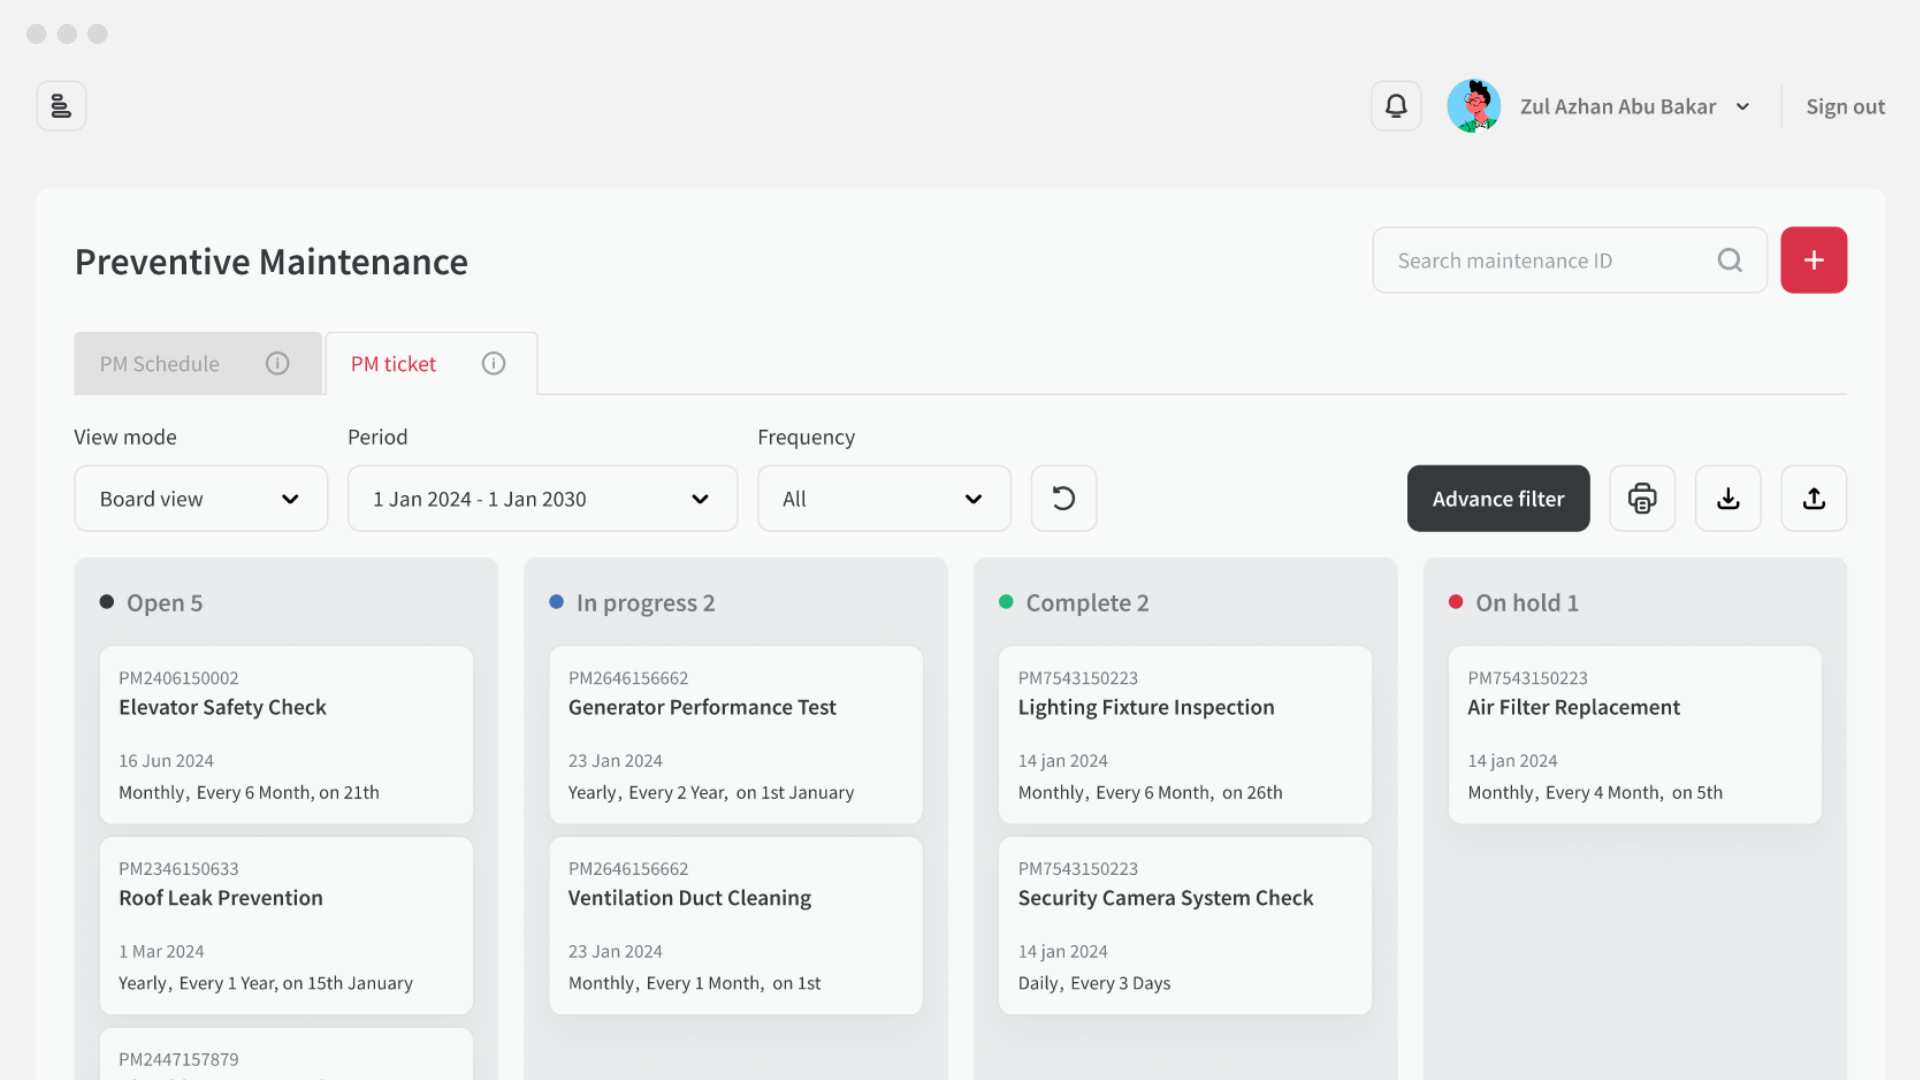 Zul Azhan Abu Bakar
Sign out
Preventive Maintenance
Search maintenance ID
PM Schedule
PM ticket
View mode
Period
Frequency
Board view
1 Jan 2024 - 1 Jan 2030
All
Advance filter
Open 5
PM2406150002
Elevator Safety Check
16 Jun 2024
Monthly, Every 6 Month, on 21th
PM2346150633
Roof Leak Prevention
1 Mar 2024
Yearly, Every 1 Year, on 15th January
PM2447157879
In progress 2
PM2646156662
Generator Performance Test
23 Jan 2024
Yearly, Every 2 Year, on 1st January
PM2646156662
Ventilation Duct Cleaning
23 Jan 2024
Monthly, Every 1 Month, on 1st
Complete 2
PM7543150223
Lighting Fixture Inspection
14 jan 2024
Monthly, Every 6 Month, on 26th
PM7543150223
Security Camera System Check
14 jan 2024
Daily, Every 3 Days
On hold 1
PM7543150223
Air Filter Replacement
14 jan 2024
Monthly, Every 4 Month, on 5th